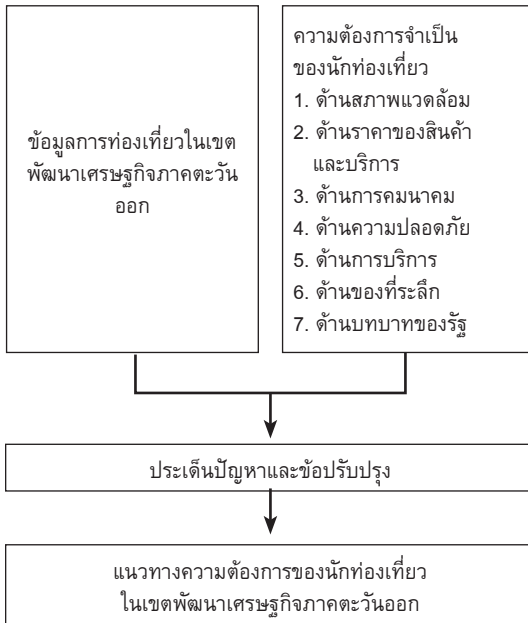 ข้อมูลการท่องเที่ยวในเขต
พัฒนาเศรษฐกิจภาคตะวัน
ออก
ความต้องการจำเป็น
ของนักท่องเที่ยว
1. ด้านสภาพแวดล้อม
2. ด้านราคาของสินค้า
และบริการ
3. ด้านการคมนาคม
4. ด้านความปลอดภัย
5. ด้านการบริการ
6. ด้านของที่ระลึก
7. ด้านบทบาทของรัฐ
ประเด็นปัญหาและข้อปรับปรุง
แนวทางความต้องการของนักท่องเที่ยว
ในเขตพัฒนาเศรษฐกิจภาคตะวันออก